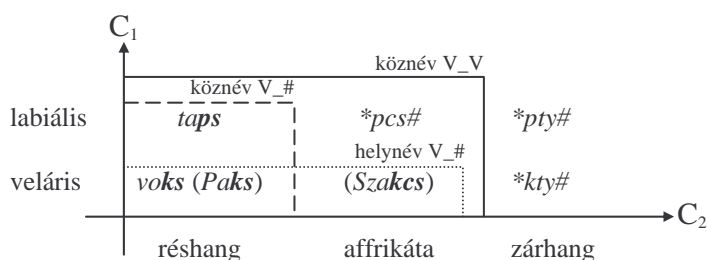 C1
köznév V_V
köznév V_#
labiális taps *pcs# *pty#
helynév V_#
veláris voks (Paks) (Szakcs) *kty#
C2
réshang affrikáta zárhang